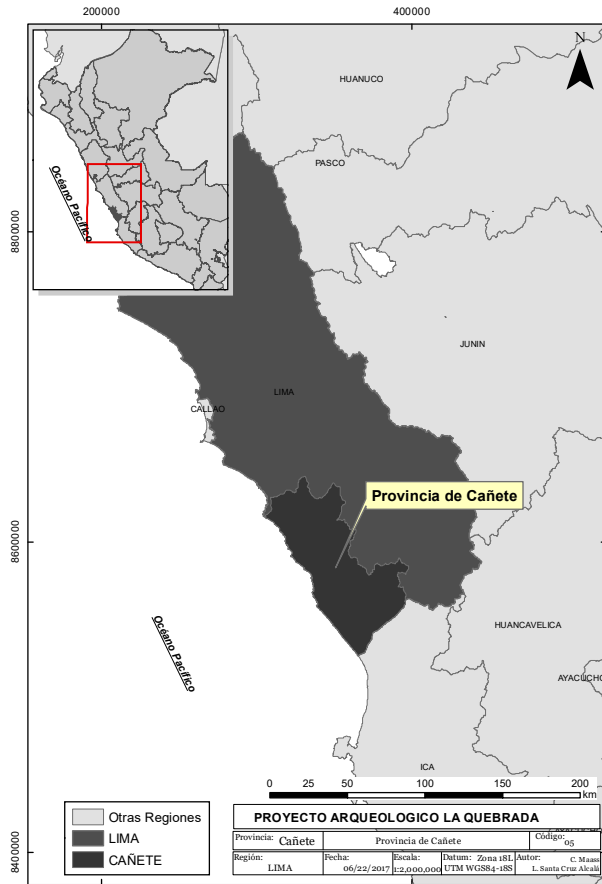 200000 400000
N
HUANUCO
PASCO
Océano Pacífico
8800000
JUNIN
LIMA
CALLAO
Provincia de Cañete
8600000
Océano Pacífico
HUANCAVELICA
AYACUCHO
ICA
0 25 50 100 150 200
km
Otras Regiones
LIMA
CAÑETE
PROYECTO ARQUEOLOGICO LA QUEBRADA
Provincia: Cañete Provincia de Cañete Código: 05
Región: LIMA Fecha: 06/22/2017 Escala: 1:2,000,000 Datum: Zona 18L UTM WGS84-18S Autor: C. Maass L. Santa Cruz Alcalá
8400000